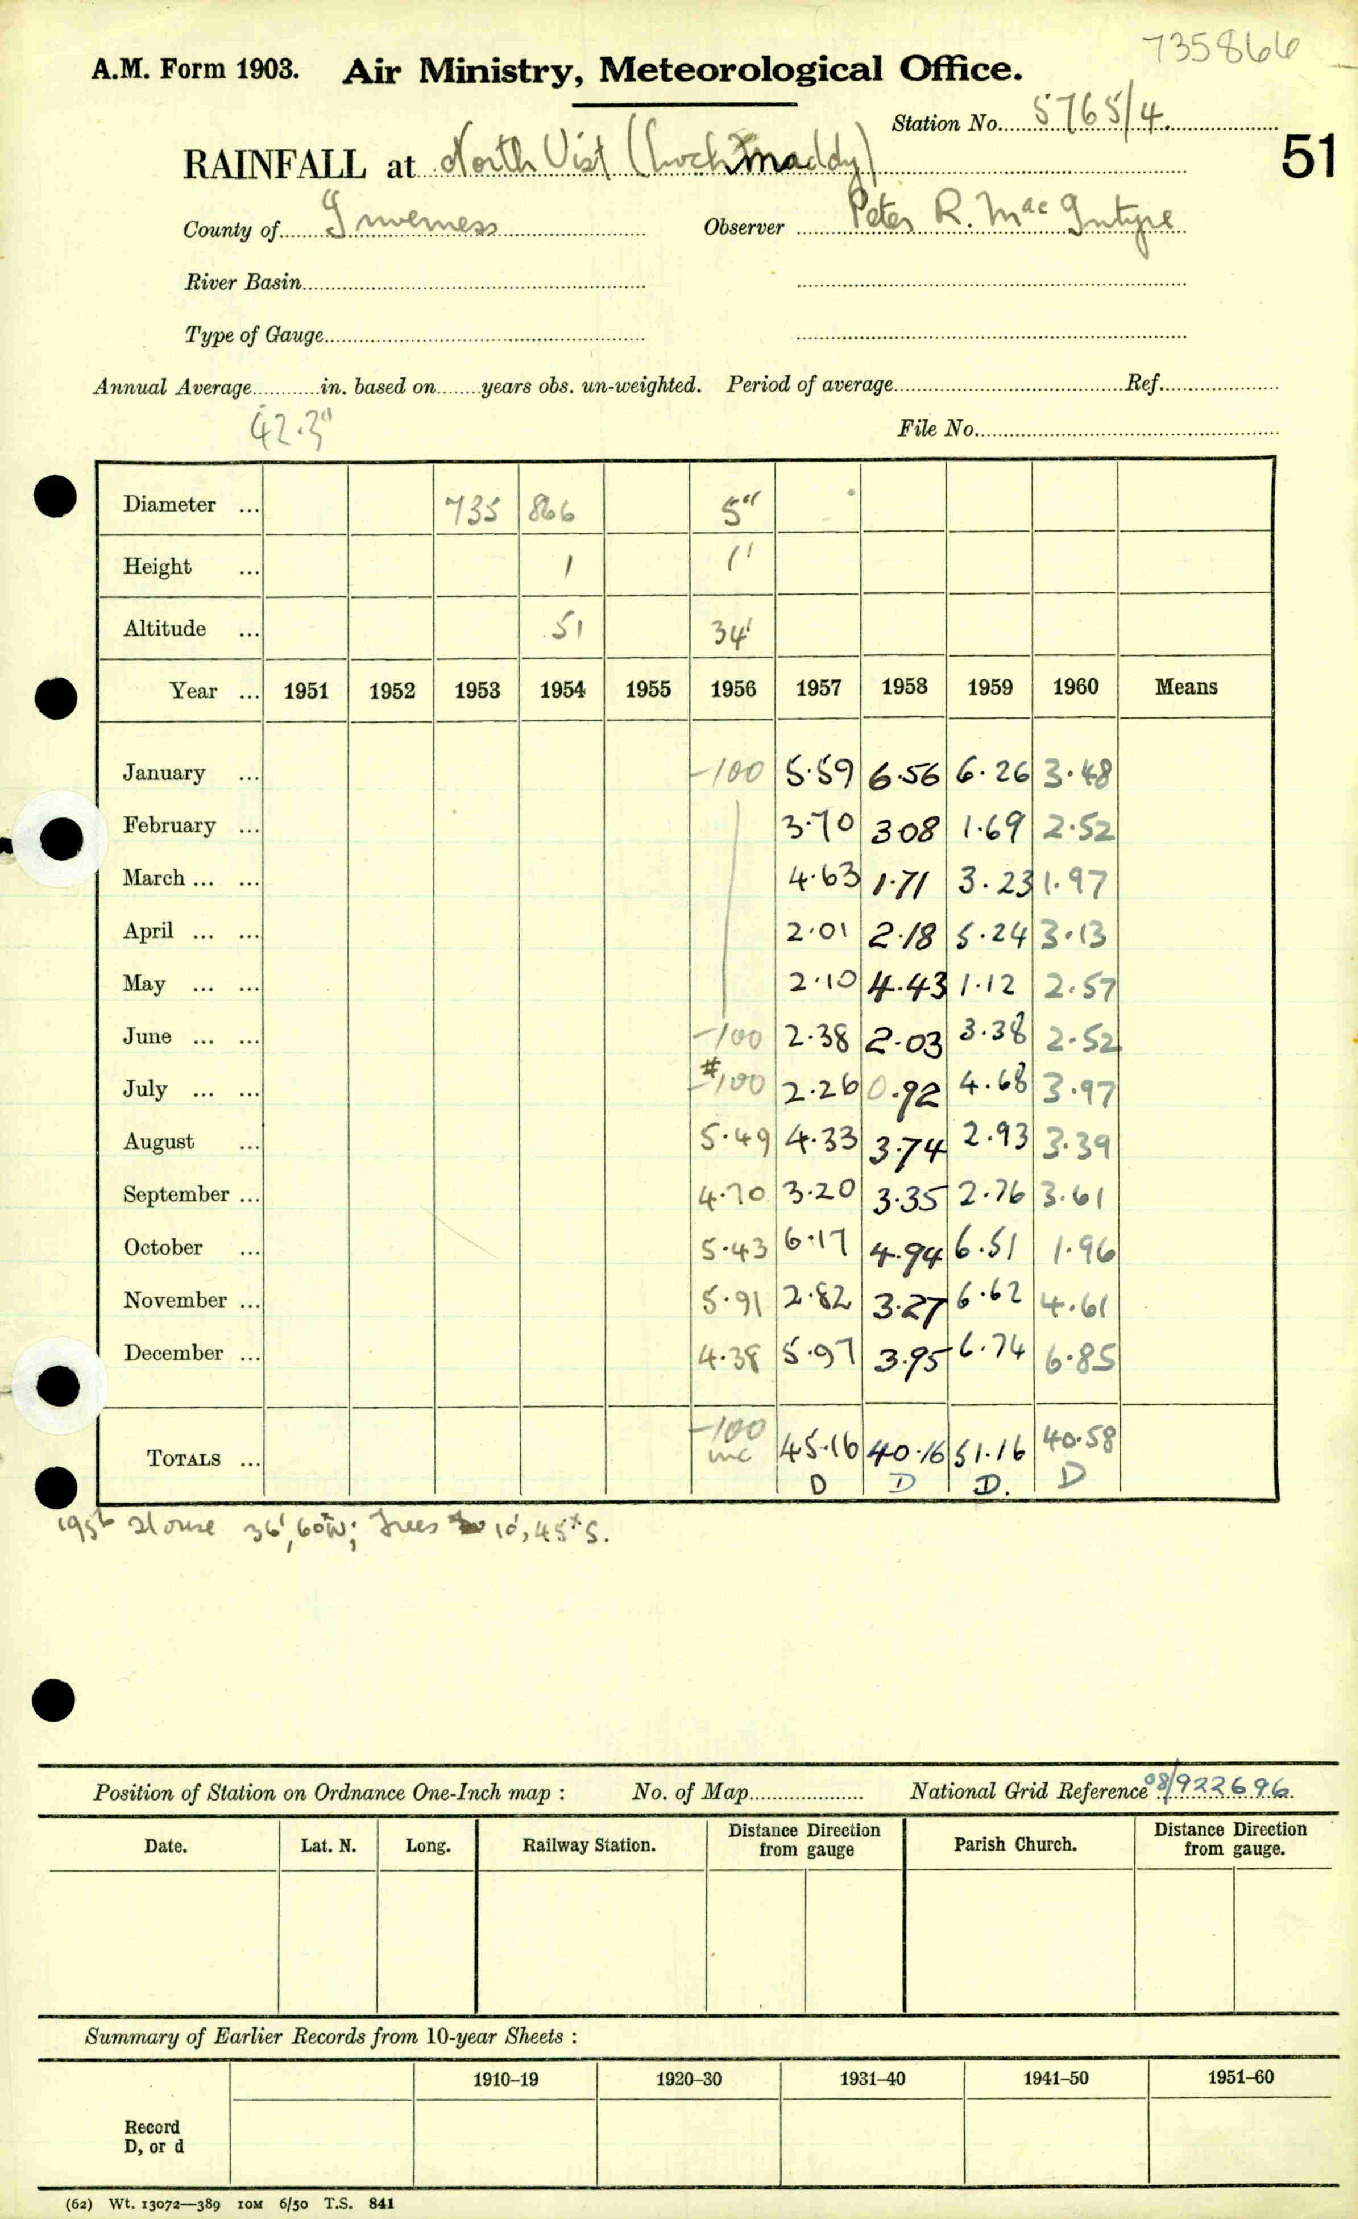 735866
A.M. Form 1903. Air Ministry, Meteorological Office.
Station No. 5765/4.
51
RAINFALL at North Uist (Lochmaddy)
County of Inverness Observer Peter R. MacIntyre
River Basin
Type of Gauge
Annual Average in. based on years obs. un-weighted. Period of average Ref.
42.3"
File No.
Diameter ... 735 866 5"
Height ... 1 1'
Altitude ... 51 34'
Year ... 1951 1952 1953 1954 1955 1956 1957 1958 1959 1960 Means
January ... -100 5.59 6.56 6.26 3.48
February ... 3.70 3.08 1.69 2.52
March ... ... 4.63 1.71 3.23 1.97
April ... ... 2.01 2.18 5.24 3.13
May ... ... 2.10 4.43 1.12 2.57
June ... ... -100 2.38 2.03 3.38 2.52
July ... ... #-100 2.26 0.92 4.68 3.97
August ... 5.49 4.33 3.74 2.93 3.39
September ... 4.70 3.20 3.35 2.76 3.61
October ... 5.43 6.17 4.94 6.51 1.96
November ... 5.91 2.82 3.27 6.62 4.61
December ... 4.38 5.97 3.95 6.74 6.85
TOTALS ... -100 inc 45.16 40.16 51.16 40.58
D D D. D
1956 House 36', 60°W; Trees 10', 45° S.
Position of Station on Ordnance One-Inch map : No. of Map National Grid Reference 08/922696.
Date. Lat. N. Long. Railway Station. Distance Direction from gauge Parish Church. Distance Direction from gauge.
Summary of Earlier Records from 10-year Sheets :
1910–19 1920–30 1931–40 1941–50 1951–60
Record
D, or d
(62) Wt. 13072—389 10M 6/50 T.S. 841